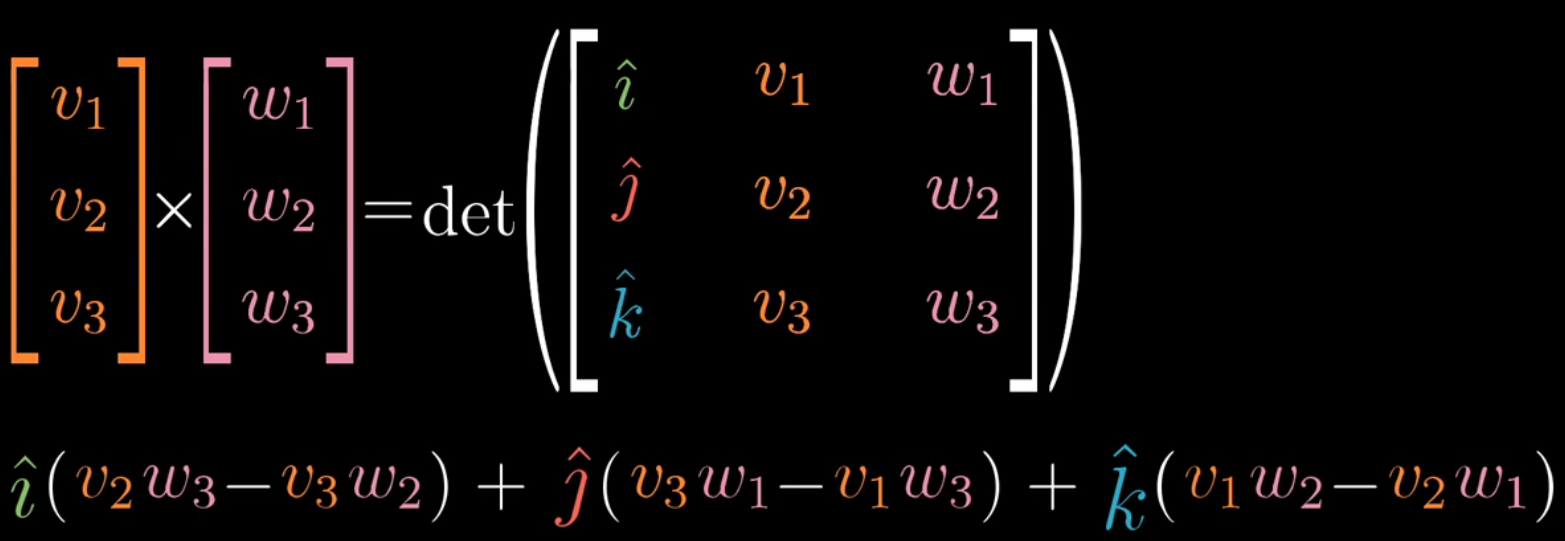 [v₁ v₂ v₃] × [w₁ w₂ w₃] = det([î v₁ w₁; ĵ v₂ w₂; k̂ v₃ w₃])
î(v₂w₃−v₃w₂) + ĵ(v₃w₁−v₁w₃) + k̂(v₁w₂−v₂w₁)